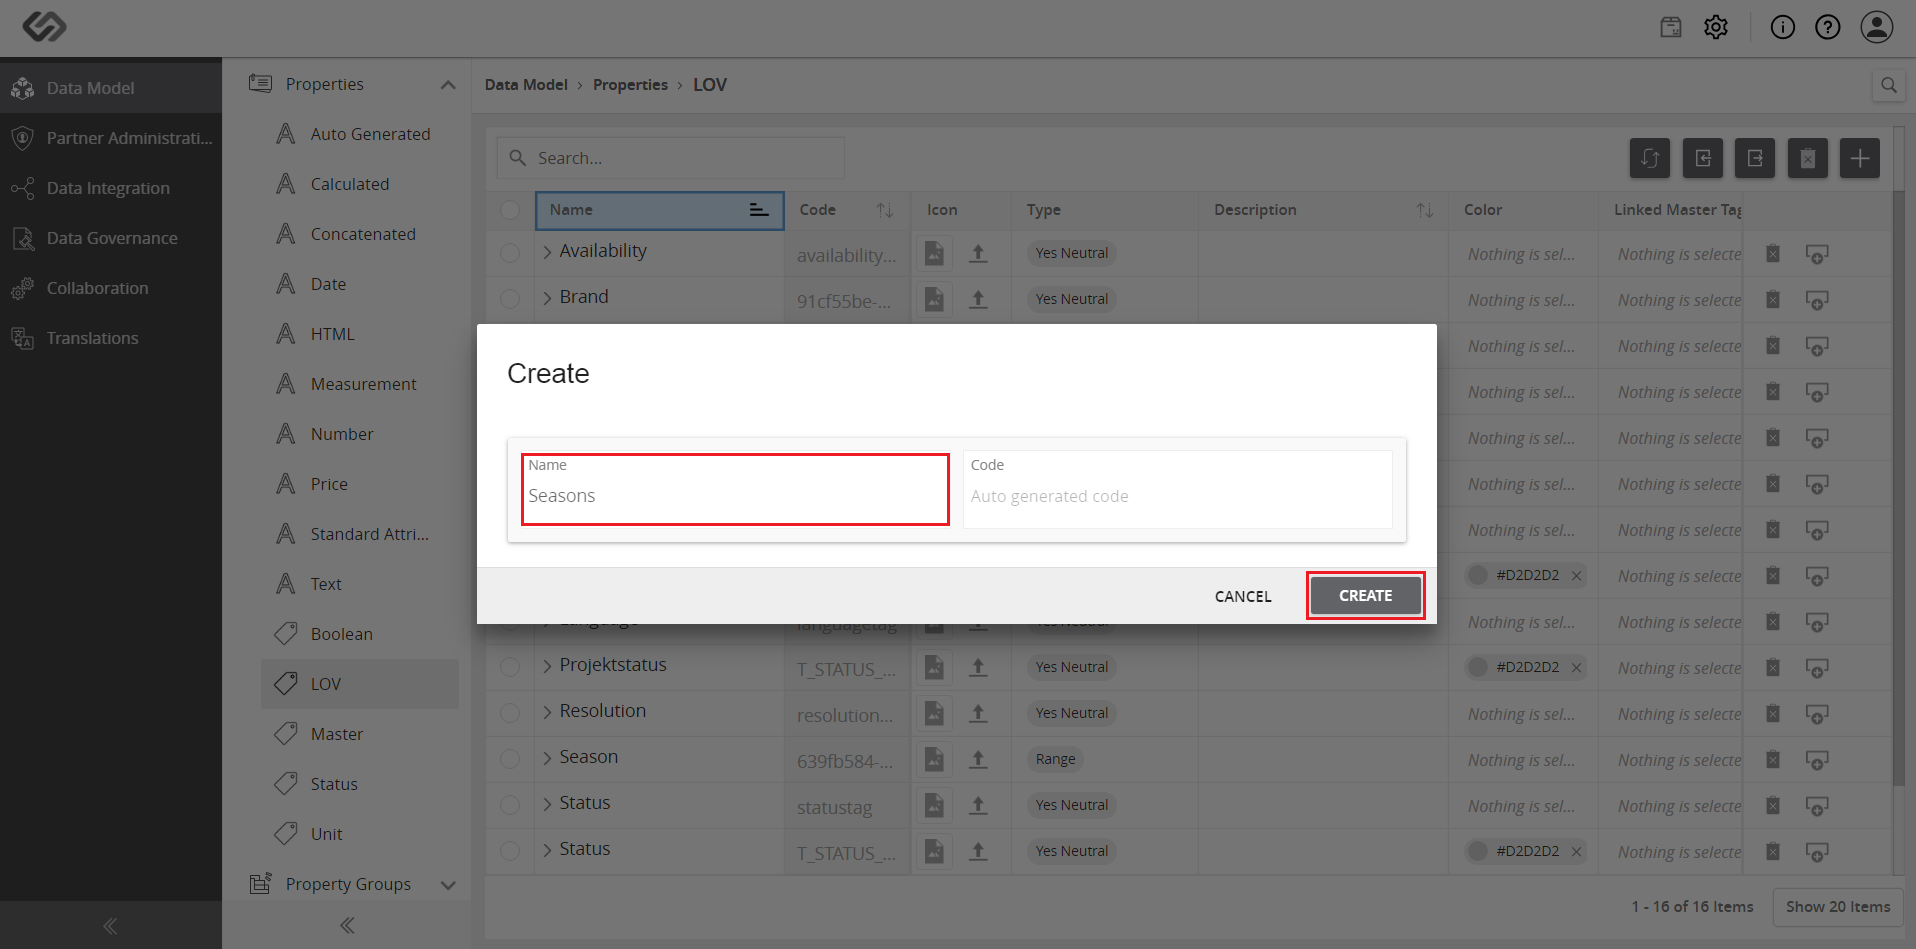 Data Model
Partner Administrati...
Data Integration
Data Governance
Collaboration
Translations
Properties
Auto Generated
Calculated
Concatenated
Date
HTML
Measurement
Number
Price
Standard Attri...
Text
Boolean
LOV
Master
Status
Unit
Property Groups
Data Model › Properties › LOV
Search...
Name Code Icon Type Description Color Linked Master Tag
Availability availability... Yes Neutral Nothing is sel... Nothing is selecte
Brand 91cf55be-... Yes Neutral Nothing is sel... Nothing is selecte
Nothing is sel... Nothing is selecte
Nothing is sel... Nothing is selecte
Nothing is sel... Nothing is selecte
Nothing is sel... Nothing is selecte
Nothing is sel... Nothing is selecte
#D2D2D2 Nothing is selecte
Language languagetag Yes Neutral Nothing is sel... Nothing is selecte
Projektstatus T_STATUS_... Yes Neutral #D2D2D2 Nothing is selecte
Resolution resolution... Yes Neutral Nothing is sel... Nothing is selecte
Season 639fb584-... Range Nothing is sel... Nothing is selecte
Status statustag Yes Neutral Nothing is sel... Nothing is selecte
Status T_STATUS_... Yes Neutral #D2D2D2 Nothing is selecte
1 - 16 of 16 Items Show 20 Items
Create
Name Code
Seasons Auto generated code
CANCEL CREATE